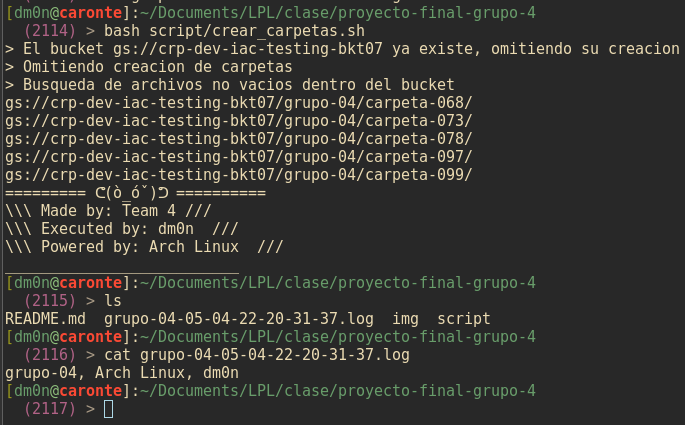 [dm0n@caronte]:~/Documents/LPL/clase/proyecto-final-grupo-4
(2114) > bash script/crear_carpetas.sh
> El bucket gs://crp-dev-iac-testing-bkt07 ya existe, omitiendo su creacion
> Omitiendo creacion de carpetas
> Busqueda de archivos no vacios dentro del bucket
gs://crp-dev-iac-testing-bkt07/grupo-04/carpeta-068/
gs://crp-dev-iac-testing-bkt07/grupo-04/carpeta-073/
gs://crp-dev-iac-testing-bkt07/grupo-04/carpeta-078/
gs://crp-dev-iac-testing-bkt07/grupo-04/carpeta-097/
gs://crp-dev-iac-testing-bkt07/grupo-04/carpeta-099/
========= ᕦ(ò_óˇ)ᕤ ==========
\\\ Made by: Team 4 ///
\\\ Executed by: dm0n  ///
\\\ Powered by: Arch Linux  ///
__________________________
[dm0n@caronte]:~/Documents/LPL/clase/proyecto-final-grupo-4
(2115) > ls
README.md  grupo-04-05-04-22-20-31-37.log  img  script
[dm0n@caronte]:~/Documents/LPL/clase/proyecto-final-grupo-4
(2116) > cat grupo-04-05-04-22-20-31-37.log
grupo-04, Arch Linux, dm0n
[dm0n@caronte]:~/Documents/LPL/clase/proyecto-final-grupo-4
(2117) >